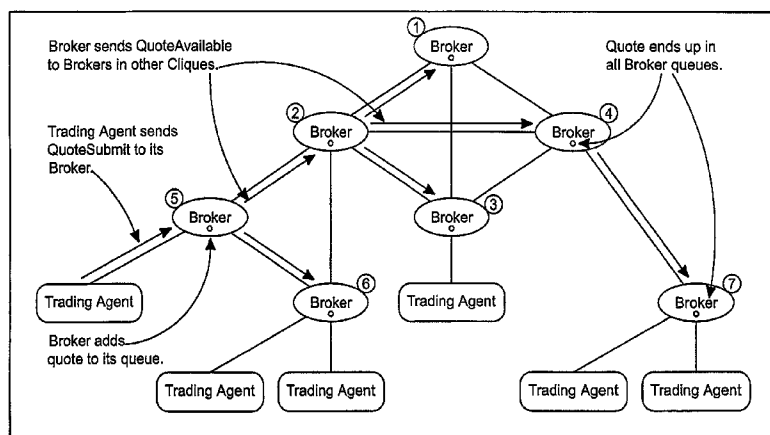 Broker sends QuoteAvailable
to Brokers in other Cliques.
1
Broker
Quote ends up in
all Broker queues.
2
Broker
4
Broker
Trading Agent sends
QuoteSubmit to its
Broker.
5
Broker
3
Broker
Trading Agent
6
Broker
Trading Agent
7
Broker
Broker adds
quote to its queue.
Trading Agent
Trading Agent
Trading Agent
Trading Agent